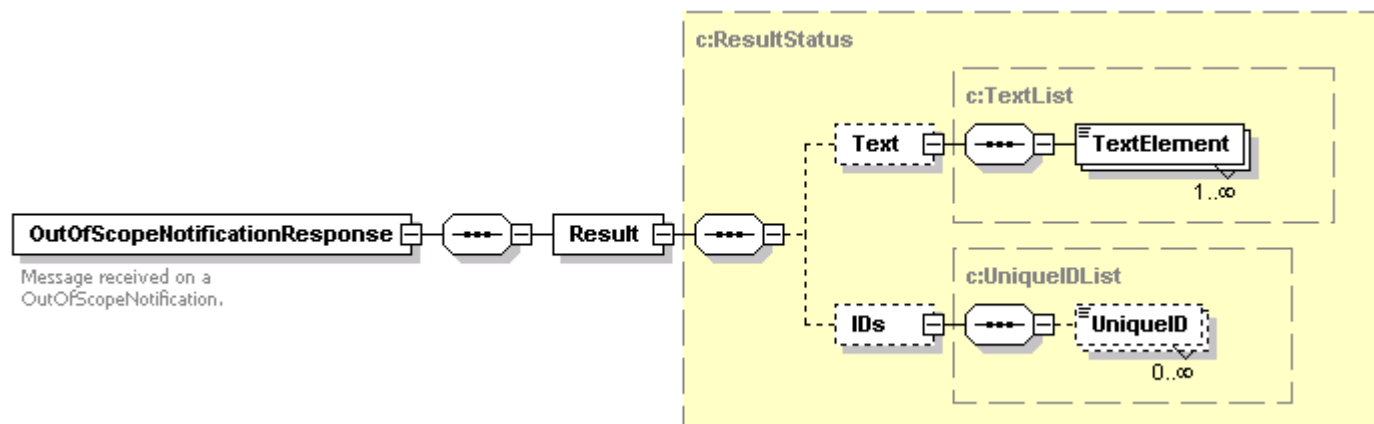 c:ResultStatus
c:TextList
Text
TextElement
1..∞
OutOfScopeNotificationResponse
Result
Message received on a
OutOfScopeNotification.
c:UniqueIDList
IDs
UniqueID
0..∞